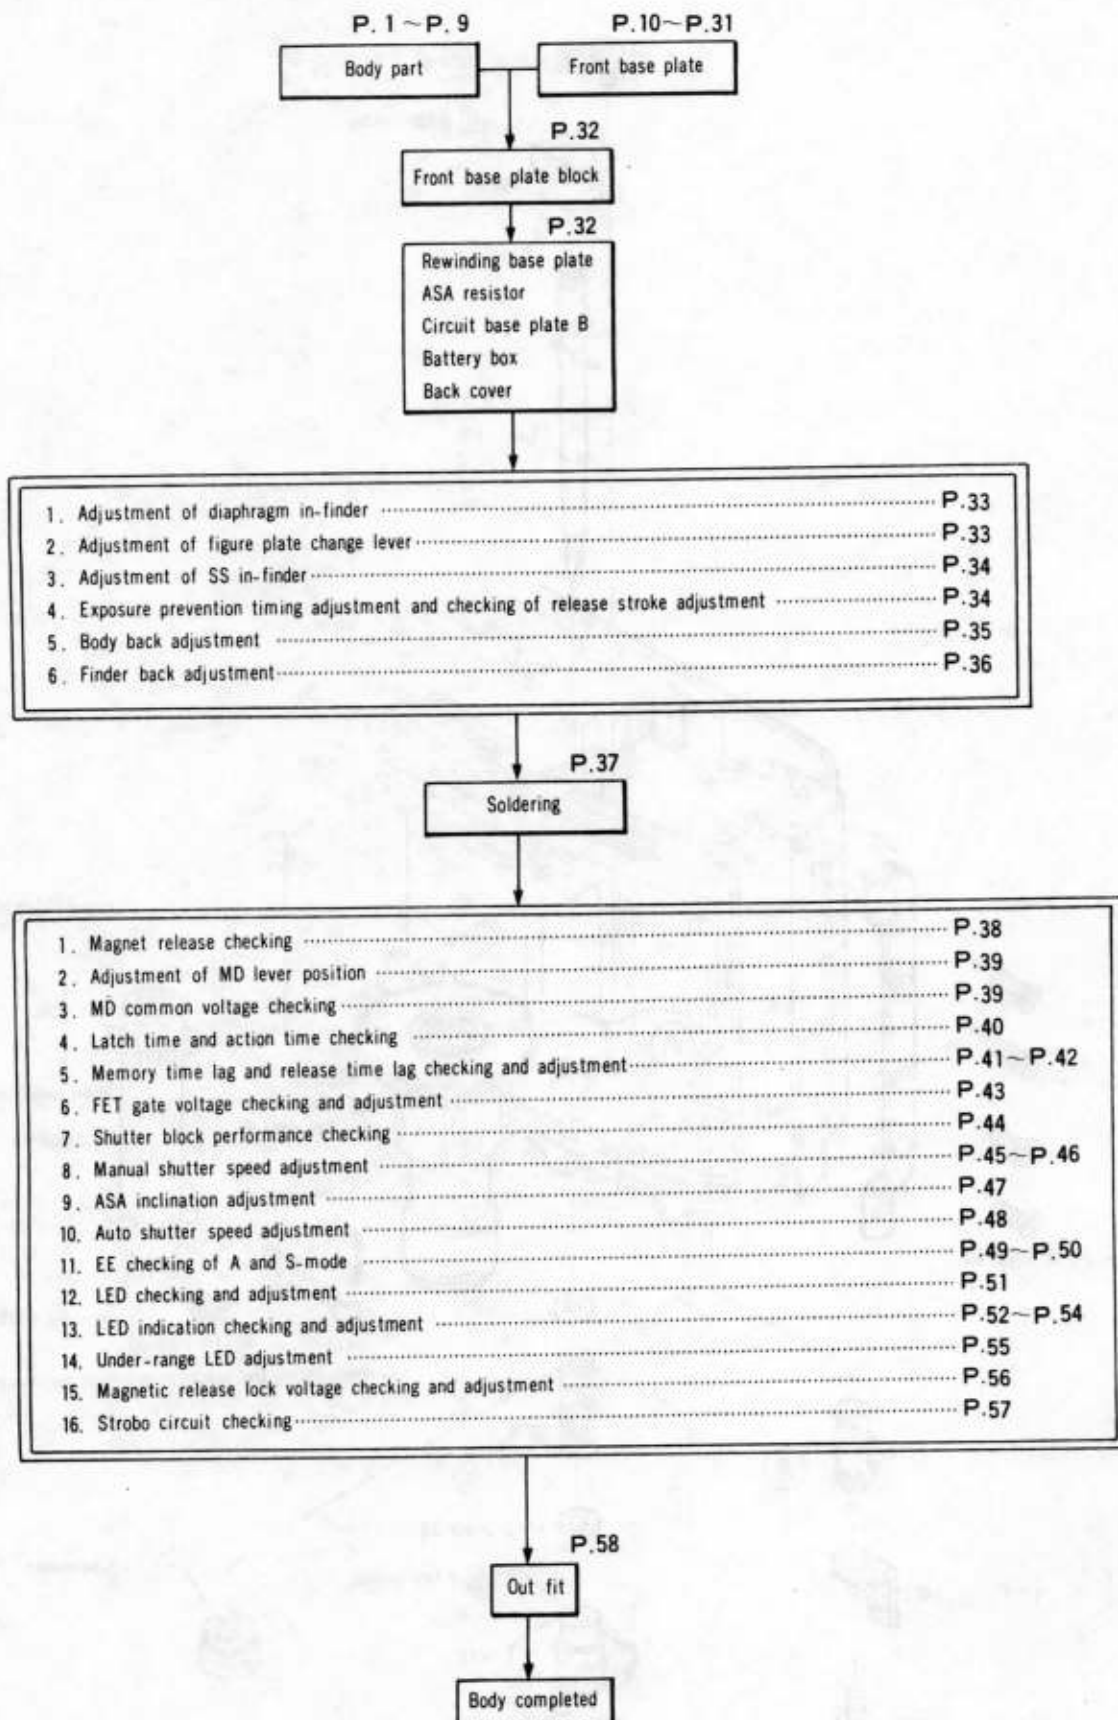 P. 1～P. 9
P.10～P.31
Body part
Front base plate
P.32
Front base plate block
P.32
Rewinding base plate
ASA resistor
Circuit base plate B
Battery box
Back cover
1. Adjustment of diaphragm in-finder ········ P.33
2. Adjustment of figure plate change lever ········ P.33
3. Adjustment of SS in-finder ········ P.34
4. Exposure prevention timing adjustment and checking of release stroke adjustment ········ P.34
5. Body back adjustment ········ P.35
6. Finder back adjustment ········ P.36
P.37
Soldering
1. Magnet release checking ········ P.38
2. Adjustment of MD lever position ········ P.39
3. MD common voltage checking ········ P.39
4. Latch time and action time checking ········ P.40
5. Memory time lag and release time lag checking and adjustment ········ P.41～P.42
6. FET gate voltage checking and adjustment ········ P.43
7. Shutter block performance checking ········ P.44
8. Manual shutter speed adjustment ········ P.45～P.46
9. ASA inclination adjustment ········ P.47
10. Auto shutter speed adjustment ········ P.48
11. EE checking of A and S-mode ········ P.49～P.50
12. LED checking and adjustment ········ P.51
13. LED indication checking and adjustment ········ P.52～P.54
14. Under-range LED adjustment ········ P.55
15. Magnetic release lock voltage checking and adjustment ········ P.56
16. Strobo circuit checking ········ P.57
P.58
Out fit
Body completed